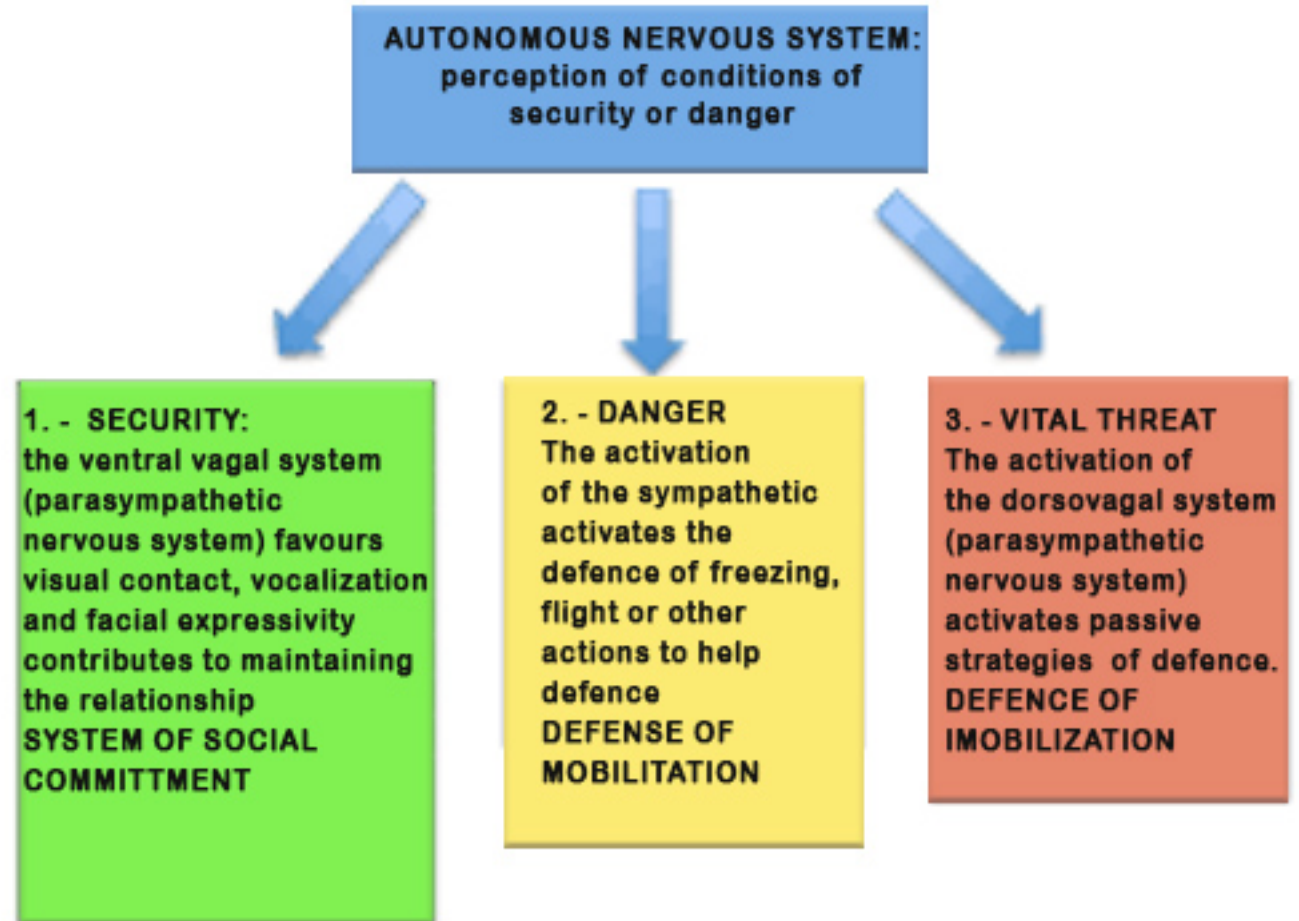 AUTONOMOUS NERVOUS SYSTEM:
perception of conditions of
security or danger
1. - SECURITY:
the ventral vagal system
(parasympathetic
nervous system) favours
visual contact, vocalization
and facial expressivity
contributes to maintaining
the relationship
SYSTEM OF SOCIAL
COMMITTMENT
2. - DANGER
The activation
of the sympathetic
activates the
defence of freezing,
flight or other
actions to help
defence
DEFENSE OF
MOBILITATION
3. - VITAL THREAT
The activation of
the dorsovagal system
(parasympathetic
nervous system)
activates passive
strategies of defence.
DEFENCE OF
IMOBILIZATION